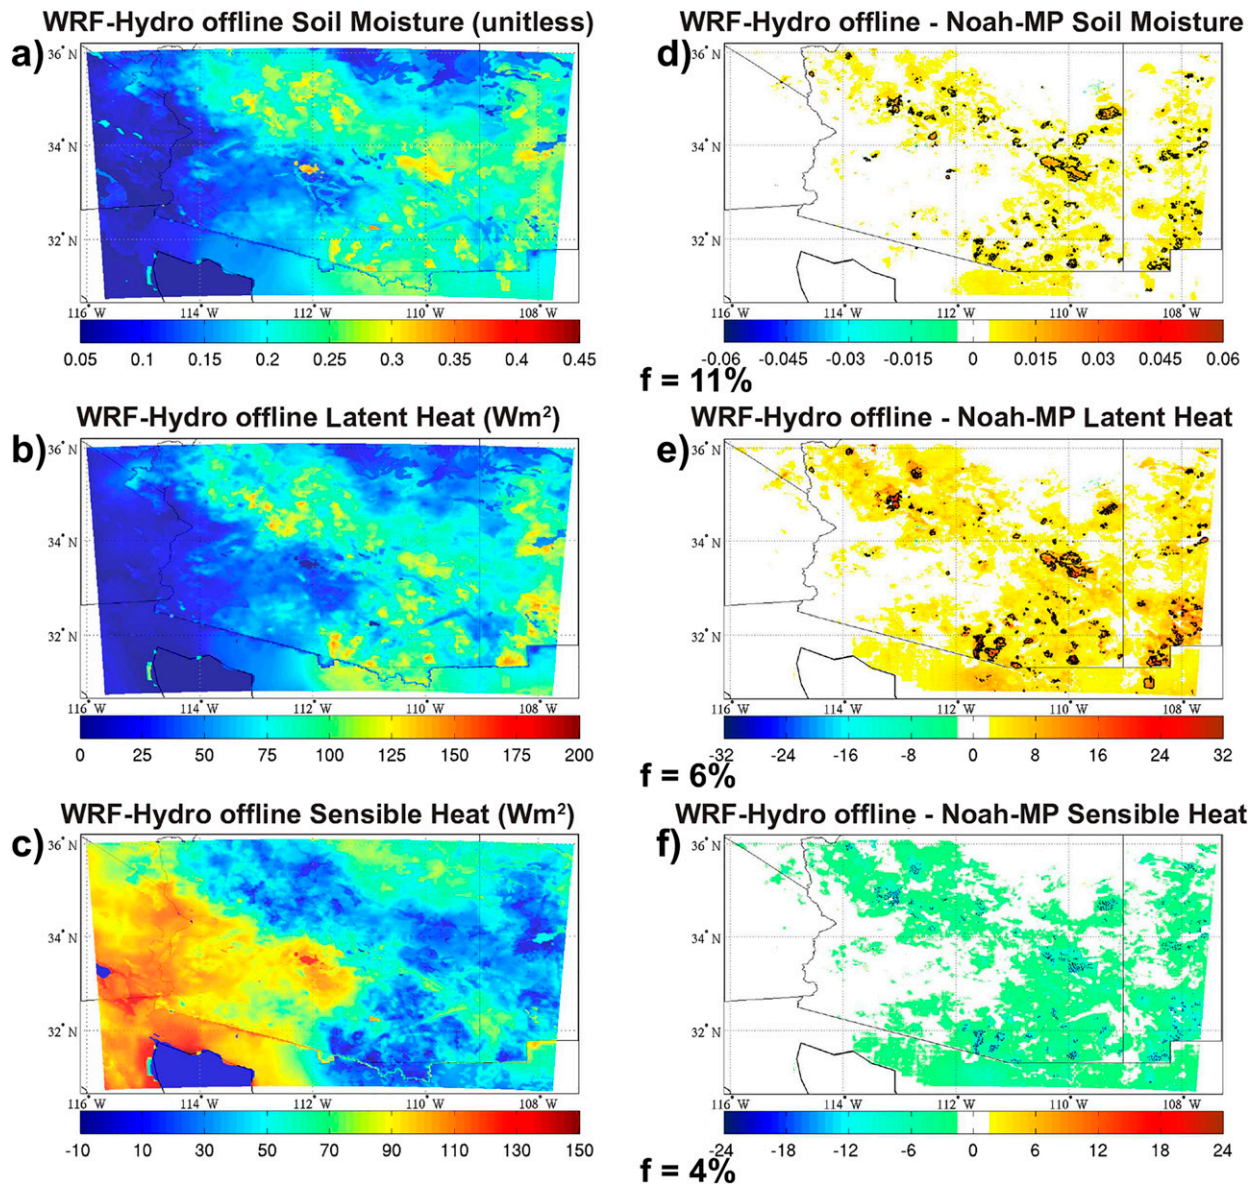 WRF-Hydro offline Soil Moisture (unitless)
a)
36° N
34° N
32° N
116° W 114° 112° W 110° W 108° W
0.05 0.1 0.15 0.2 0.25 0.3 0.35 0.4 0.45
WRF-Hydro offline - Noah-MP Soil Moisture
d)
36° N
34° N
32° N
116° W 114° 112° W 110° W 108° W
-0.06 -0.045 -0.03 -0.015 0 0.015 0.03 0.045 0.06
f = 11%
WRF-Hydro offline Latent Heat (Wm²)
b)
36° N
34° N
32° N
116° W 114° 112° W 110° W 108° W
0 25 50 75 100 125 150 175 200
WRF-Hydro offline - Noah-MP Latent Heat
e)
36° N
34° N
32° N
116° W 114° 112° W 110° W 108° W
-32 -24 -16 -8 0 8 16 24 32
f = 6%
WRF-Hydro offline Sensible Heat (Wm²)
c)
36° N
34° N
32° N
116° W 114° 112° W 110° W 108° W
-10 10 30 50 70 90 110 130 150
WRF-Hydro offline - Noah-MP Sensible Heat
f)
36° N
34° N
32° N
116° W 114° 112° W 110° W 108° W
-24 -18 -12 -6 0 6 12 18 24
f = 4%